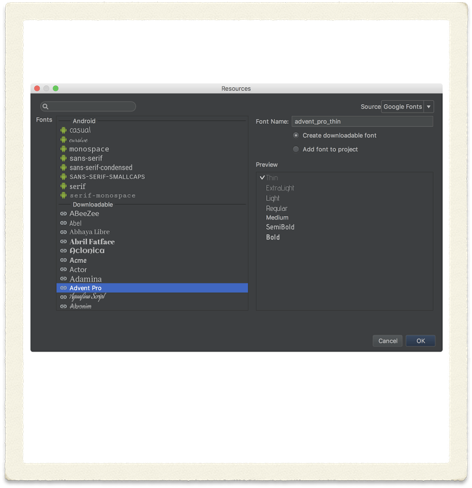 Resources
Source Google Fonts
Fonts
Android
casual
cursive
monospace
sans-serif
sans-serif-condensed
SANS-SERIF-SMALLCAPS
serif
serif-monospace
Downloadable
ABeeZee
Abel
Abhaya Libre
Abril Fatface
Aclonica
Acme
Actor
Adamina
Advent Pro
Aguafina Script
Akronim
Font Name: advent_pro_thin
Create downloadable font
Add font to project
Preview
Thin
ExtraLight
Light
Regular
Medium
SemiBold
Bold
Cancel
OK